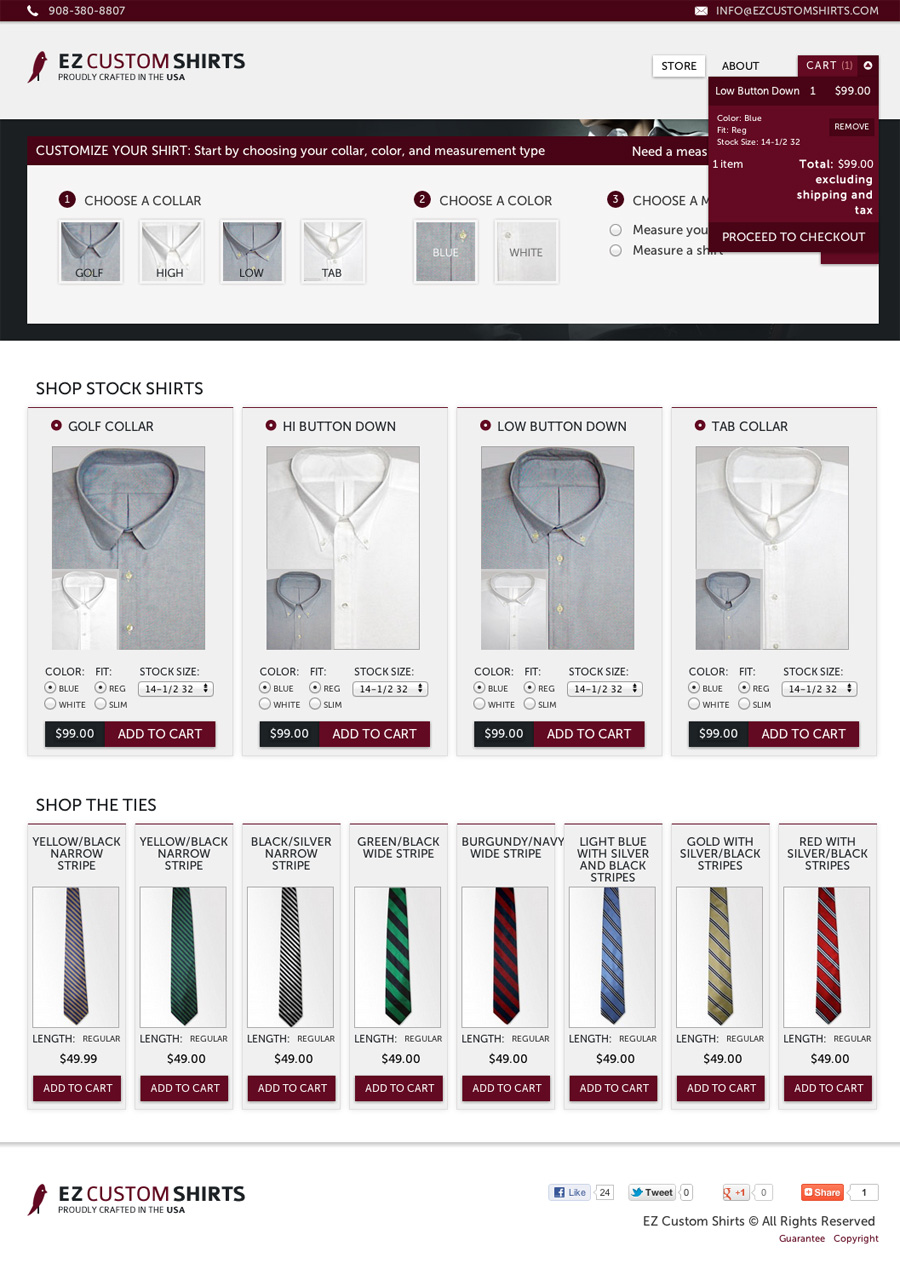 908-380-8807
INFO@EZCUSTOMSHIRTS.COM
EZ CUSTOM SHIRTS
PROUDLY CRAFTED IN THE USA
STORE ABOUT CART (1)
Low Button Down 1 $99.00
Color: Blue
Fit: Reg
Stock Size: 14-1/2 32
REMOVE
1 item Total: $99.00
excluding
shipping and
tax
PROCEED TO CHECKOUT
CUSTOMIZE YOUR SHIRT: Start by choosing your collar, color, and measurement type
Need a meas
1 CHOOSE A COLLAR
GOLF HIGH LOW TAB
2 CHOOSE A COLOR
BLUE WHITE
3 CHOOSE A M
Measure you
Measure a shirt
SHOP STOCK SHIRTS
GOLF COLLAR
COLOR: FIT: STOCK SIZE:
BLUE REG 14-1/2 32
WHITE SLIM
$99.00 ADD TO CART
HI BUTTON DOWN
COLOR: FIT: STOCK SIZE:
BLUE REG 14-1/2 32
WHITE SLIM
$99.00 ADD TO CART
LOW BUTTON DOWN
COLOR: FIT: STOCK SIZE:
BLUE REG 14-1/2 32
WHITE SLIM
$99.00 ADD TO CART
TAB COLLAR
COLOR: FIT: STOCK SIZE:
BLUE REG 14-1/2 32
WHITE SLIM
$99.00 ADD TO CART
SHOP THE TIES
YELLOW/BLACK
NARROW
STRIPE
LENGTH: REGULAR
$49.99
ADD TO CART
YELLOW/BLACK
NARROW
STRIPE
LENGTH: REGULAR
$49.00
ADD TO CART
BLACK/SILVER
NARROW
STRIPE
LENGTH: REGULAR
$49.00
ADD TO CART
GREEN/BLACK
WIDE STRIPE
LENGTH: REGULAR
$49.00
ADD TO CART
BURGUNDY/NAVY
WIDE STRIPE
LENGTH: REGULAR
$49.00
ADD TO CART
LIGHT BLUE
WITH SILVER
AND BLACK
STRIPES
LENGTH: REGULAR
$49.00
ADD TO CART
GOLD WITH
SILVER/BLACK
STRIPES
LENGTH: REGULAR
$49.00
ADD TO CART
RED WITH
SILVER/BLACK
STRIPES
LENGTH: REGULAR
$49.00
ADD TO CART
EZ CUSTOM SHIRTS
PROUDLY CRAFTED IN THE USA
Like 24 Tweet 0 +1 0 Share 1
EZ Custom Shirts © All Rights Reserved
Guarantee Copyright